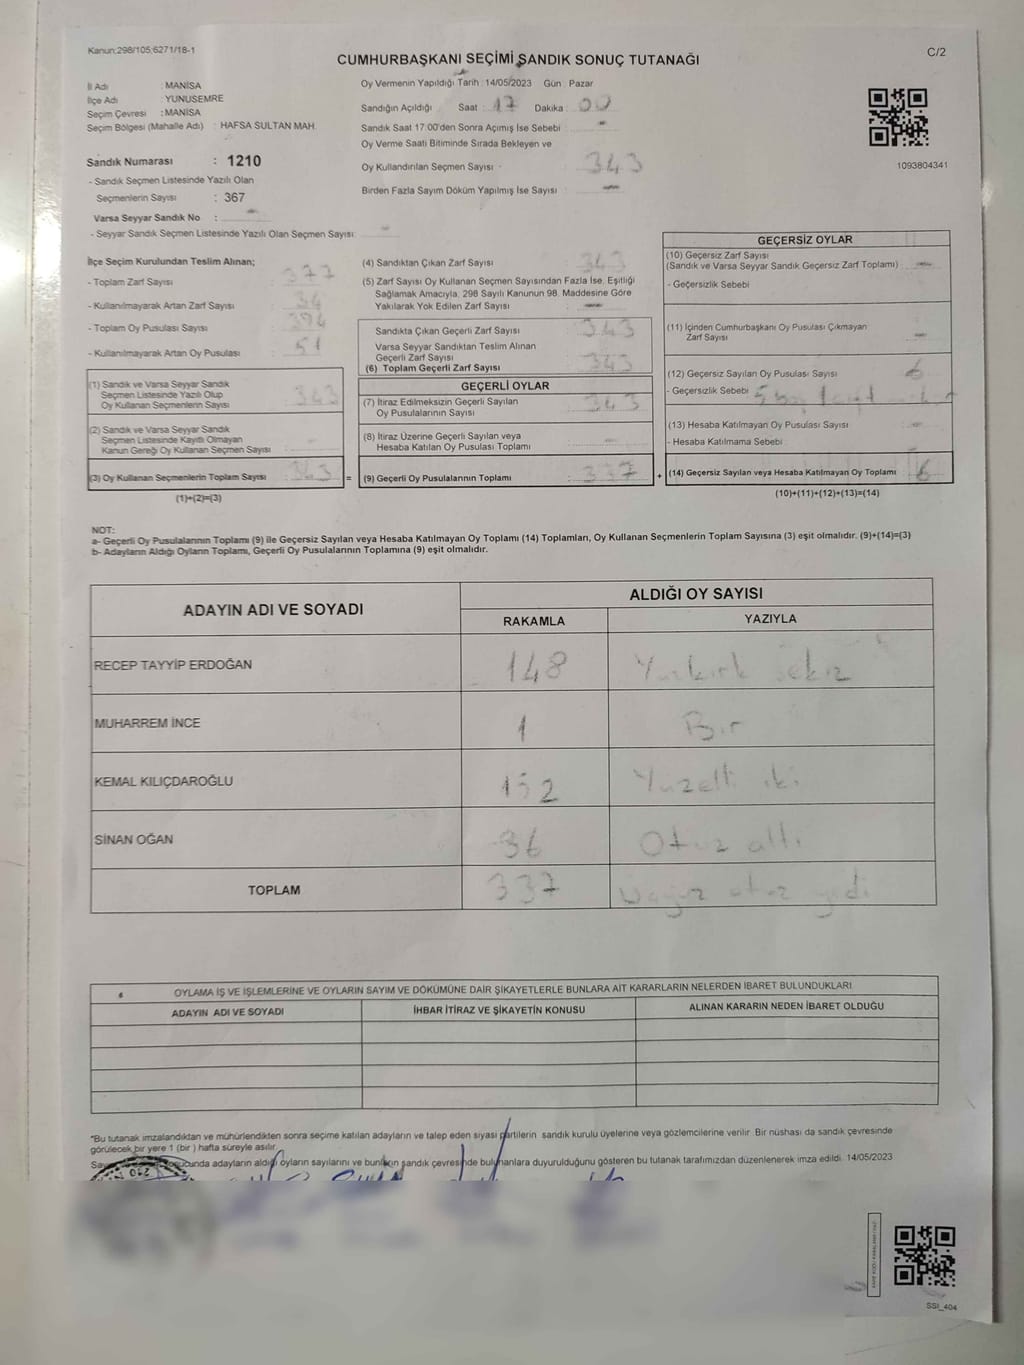 Kanun:298/105;6271/18-1
C/2
CUMHURBAŞKANI SEÇİMİ SANDIK SONUÇ TUTANAĞI
İl Adı : MANİSA
İlçe Adı : YUNUSEMRE
Seçim Çevresi : MANİSA
Seçim Bölgesi (Mahalle Adı) : HAFSA SULTAN MAH.
Sandık Numarası : 1210
- Sandık Seçmen Listesinde Yazılı Olan
Seçmenlerin Sayısı : 367
Varsa Seyyar Sandık No : -
- Seyyar Sandık Seçmen Listesinde Yazılı Olan Seçmen Sayısı: -
Oy Vermenin Yapıldığı Tarih : 14/05/2023 Gün : Pazar
Sandığın Açıldığı Saat : 17 Dakika : 00
Sandık Saat 17:00'den Sonra Açımış İse Sebebi : -
Oy Verme Saati Bitiminde Sırada Bekleyen ve
Oy Kullandırılan Seçmen Sayısı : 343
Birden Fazla Sayım Döküm Yapılmış İse Sayısı : -
1093804341
İlçe Seçim Kurulundan Teslim Alınan;
- Toplam Zarf Sayısı : 377
- Kullanılmayarak Artan Zarf Sayısı : 34
- Toplam Oy Pusulası Sayısı : 394
- Kullanılmayarak Artan Oy Pusulası : 51
(1) Sandık ve Varsa Seyyar Sandık
Seçmen Listesinde Yazılı Olup
Oy Kullanan Seçmenlerin Sayısı : 343
(2) Sandık ve Varsa Seyyar Sandık
Seçmen Listesinde Kayıtlı Olmayan
Kanun Gereği Oy Kullanan Seçmen Sayısı : -
(3) Oy Kullanan Seçmenlerin Toplam Sayısı : 343
(1)+(2)=(3)
(4) Sandıktan Çıkan Zarf Sayısı : 343
(5) Zarf Sayısı Oy Kullanan Seçmen Sayısından Fazla İse, Eşitliği
Sağlamak Amacıyla, 298 Sayılı Kanunun 98. Maddesine Göre
Yakılarak Yok Edilen Zarf Sayısı : -
Sandıkta Çıkan Geçerli Zarf Sayısı : 343
Varsa Seyyar Sandıktan Teslim Alınan
Geçerli Zarf Sayısı
(6) Toplam Geçerli Zarf Sayısı : 343
GEÇERLİ OYLAR
(7) İtiraz Edilmeksizin Geçerli Sayılan
Oy Pusulalarının Sayısı : 343
(8) İtiraz Üzerine Geçerli Sayılan veya
Hesaba Katılan Oy Pusulası Toplamı : -
= (9) Geçerli Oy Pusulalarının Toplamı : 337 +
GEÇERSİZ OYLAR
(10) Geçersiz Zarf Sayısı
(Sandık ve Varsa Seyyar Sandık Geçersiz Zarf Toplamı) : -
- Geçersizlik Sebebi
(11) İçinden Cumhurbaşkanı Oy Pusulası Çıkmayan
Zarf Sayısı : -
(12) Geçersiz Sayılan Oy Pusulası Sayısı : 6
- Geçersizlik Sebebi
(13) Hesaba Katılmayan Oy Pusulası Sayısı : -
- Hesaba Katılmama Sebebi
(14) Geçersiz Sayılan veya Hesaba Katılmayan Oy Toplamı : 6
(10)+(11)+(12)+(13)=(14)
NOT:
a- Geçerli Oy Pusulalarının Toplamı (9) ile Geçersiz Sayılan veya Hesaba Katılmayan Oy Toplamı (14) Toplamları, Oy Kullanan Seçmenlerin Toplam Sayısına (3) eşit olmalıdır. (9)+(14)=(3)
b- Adayların Aldığı Oyların Toplamı, Geçerli Oy Pusulalarının Toplamına (9) eşit olmalıdır.
ADAYIN ADI VE SOYADI
ALDIĞI OY SAYISI
RAKAMLA YAZIYLA
RECEP TAYYİP ERDOĞAN 148 Yüzkırk sekiz
MUHARREM İNCE 1 Bir
KEMAL KILIÇDAROĞLU 152 Yüzelli iki
SİNAN OĞAN 36 Otuz altı
TOPLAM 337 Üçyüz otuz yedi
OYLAMA İŞ VE İŞLEMLERİNE VE OYLARIN SAYIM VE DÖKÜMÜNE DAİR ŞİKAYETLERLE BUNLARA AİT KARARLARIN NELERDEN İBARET BULUNDUKLARI
ADAYIN ADI VE SOYADI İHBAR İTİRAZ VE ŞİKAYETİN KONUSU ALINAN KARARIN NEDEN İBARET OLDUĞU
*Bu tutanak imzalandıktan ve mühürlendikten sonra seçime katılan adayların ve talep eden siyasi partilerin sandık kurulu üyelerine veya gözlemcilerine verilir. Bir nüshası da sandık çevresinde
görülecek bir yere 1 (bir ) hafta süreyle asılır.
adayların aldığı oyların sayılarını ve bunların sandık çevresinde bulunanlara duyurulduğunu gösteren bu tutanak tarafımızdan düzenlenerek imza edildi. 14/05/2023
SSI_404